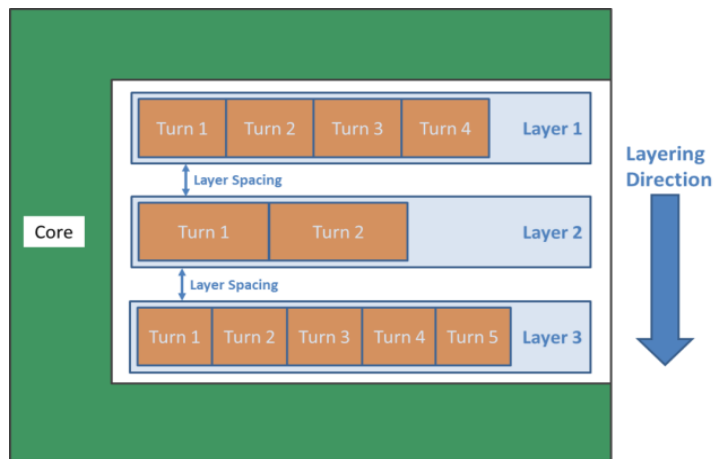 Turn 1 Turn 2 Turn 3 Turn 4 Layer 1
Layer Spacing
Layering
Direction
Core
Turn 1 Turn 2 Layer 2
Layer Spacing
Turn 1 Turn 2 Turn 3 Turn 4 Turn 5 Layer 3